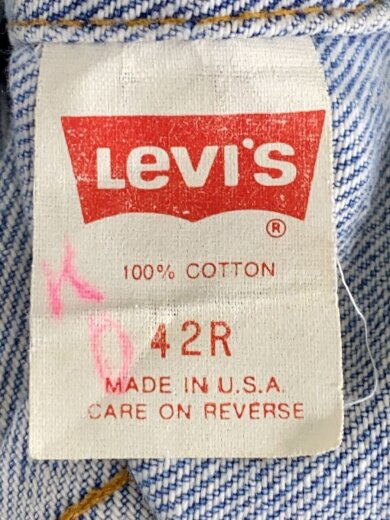 Levi's
®
100% COTTON
K
D
42R
MADE IN U.S.A.
CARE ON REVERSE